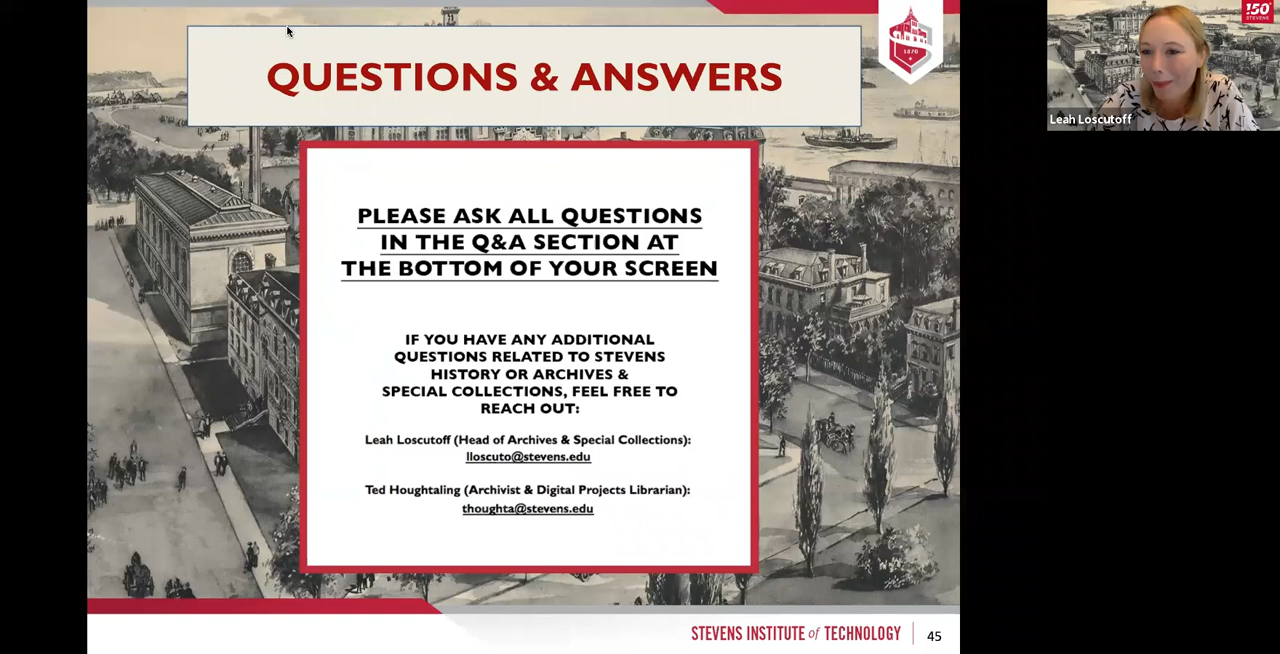 QUESTIONS & ANSWERS
1870
PLEASE ASK ALL QUESTIONS
IN THE Q&A SECTION AT
THE BOTTOM OF YOUR SCREEN
IF YOU HAVE ANY ADDITIONAL
QUESTIONS RELATED TO STEVENS
HISTORY OR ARCHIVES &
SPECIAL COLLECTIONS, FEEL FREE TO
REACH OUT:
Leah Loscutoff (Head of Archives & Special Collections):
lloscuto@stevens.edu
Ted Houghtaling (Archivist & Digital Projects Librarian):
thoughta@stevens.edu
STEVENS INSTITUTE of TECHNOLOGY
45
150
STEVENS
Leah Loscutoff